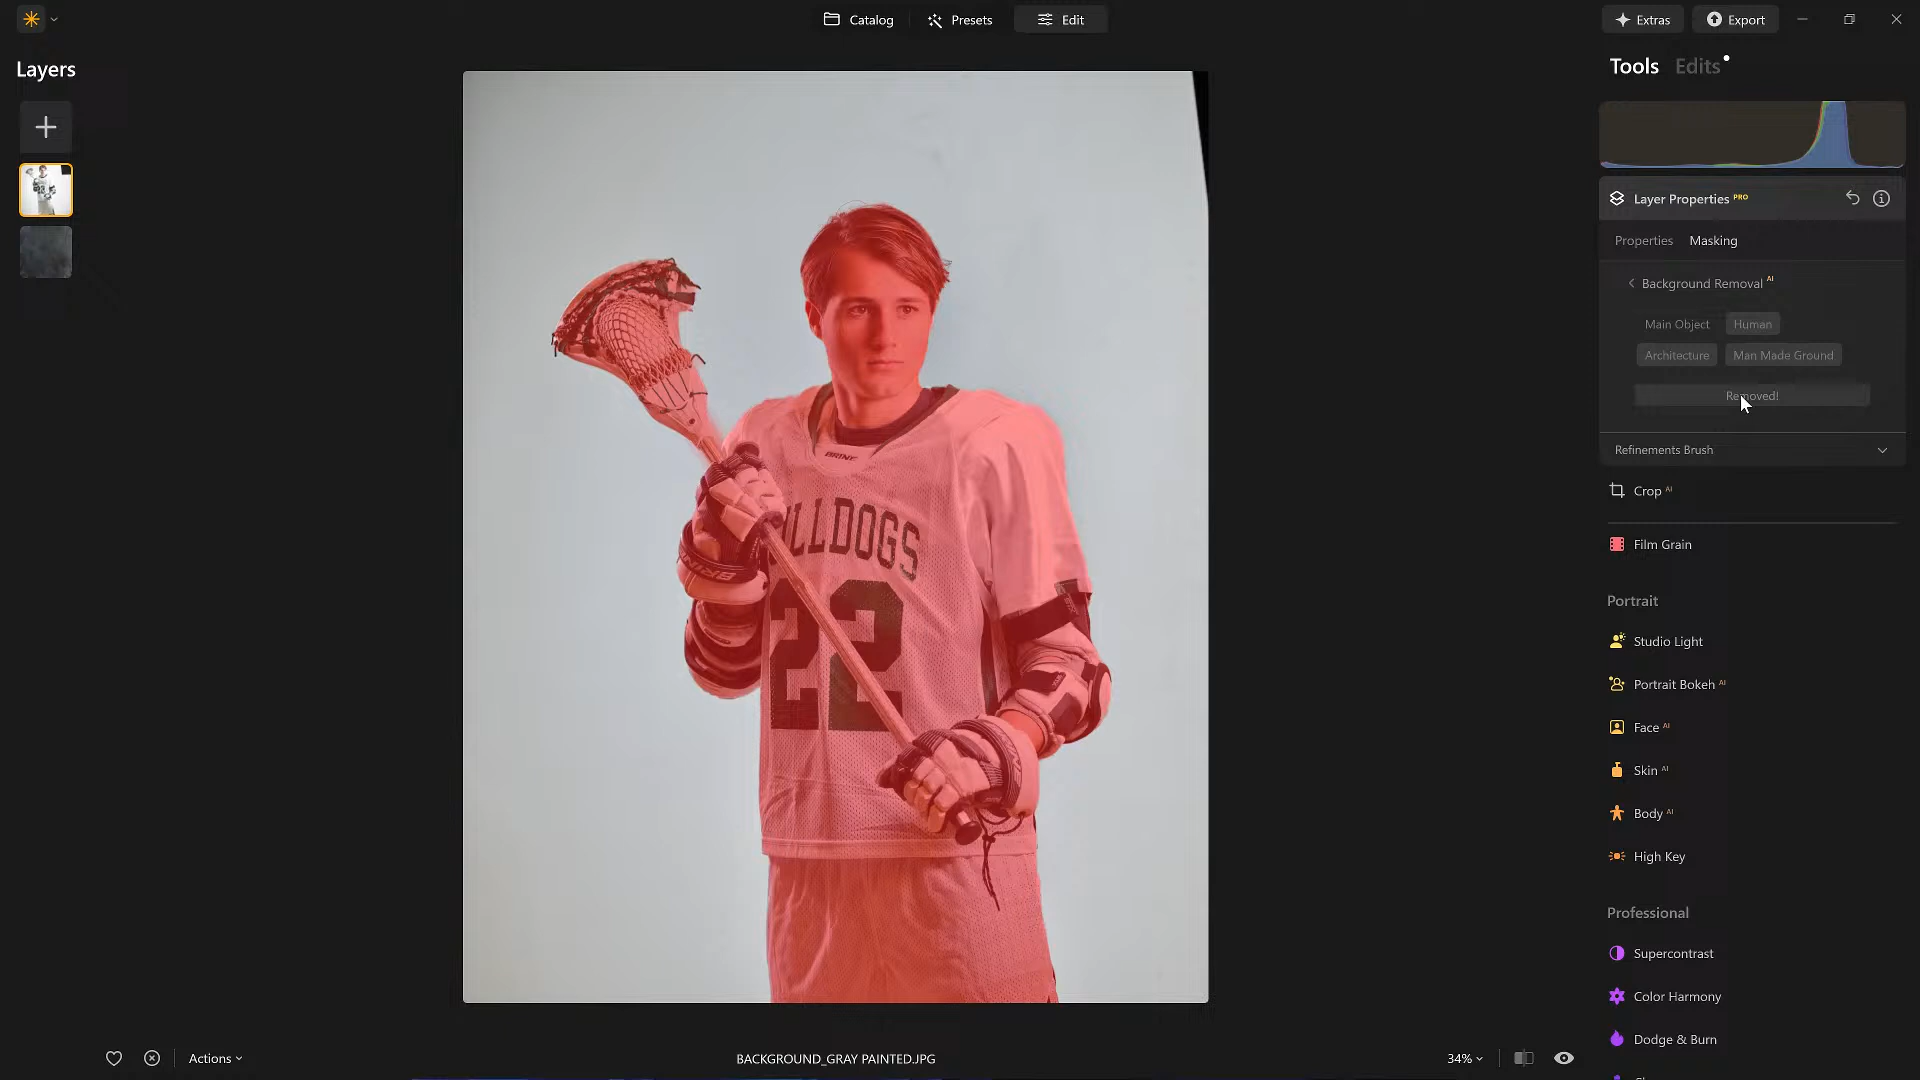 Catalog
Presets
Edit
Extras
Export
Layers
Tools Edits
Layer Properties PRO
Properties Masking
Background Removal AI
Main Object Human
Architecture Man Made Ground
Removed!
Refinements Brush
Crop AI
Film Grain
Portrait
Studio Light
Portrait Bokeh AI
Face AI
Skin AI
Body AI
High Key
Professional
Supercontrast
Color Harmony
Dodge & Burn
BRINE
LLDOGS
22
BRINE
Actions
BACKGROUND_GRAY PAINTED.JPG
34%